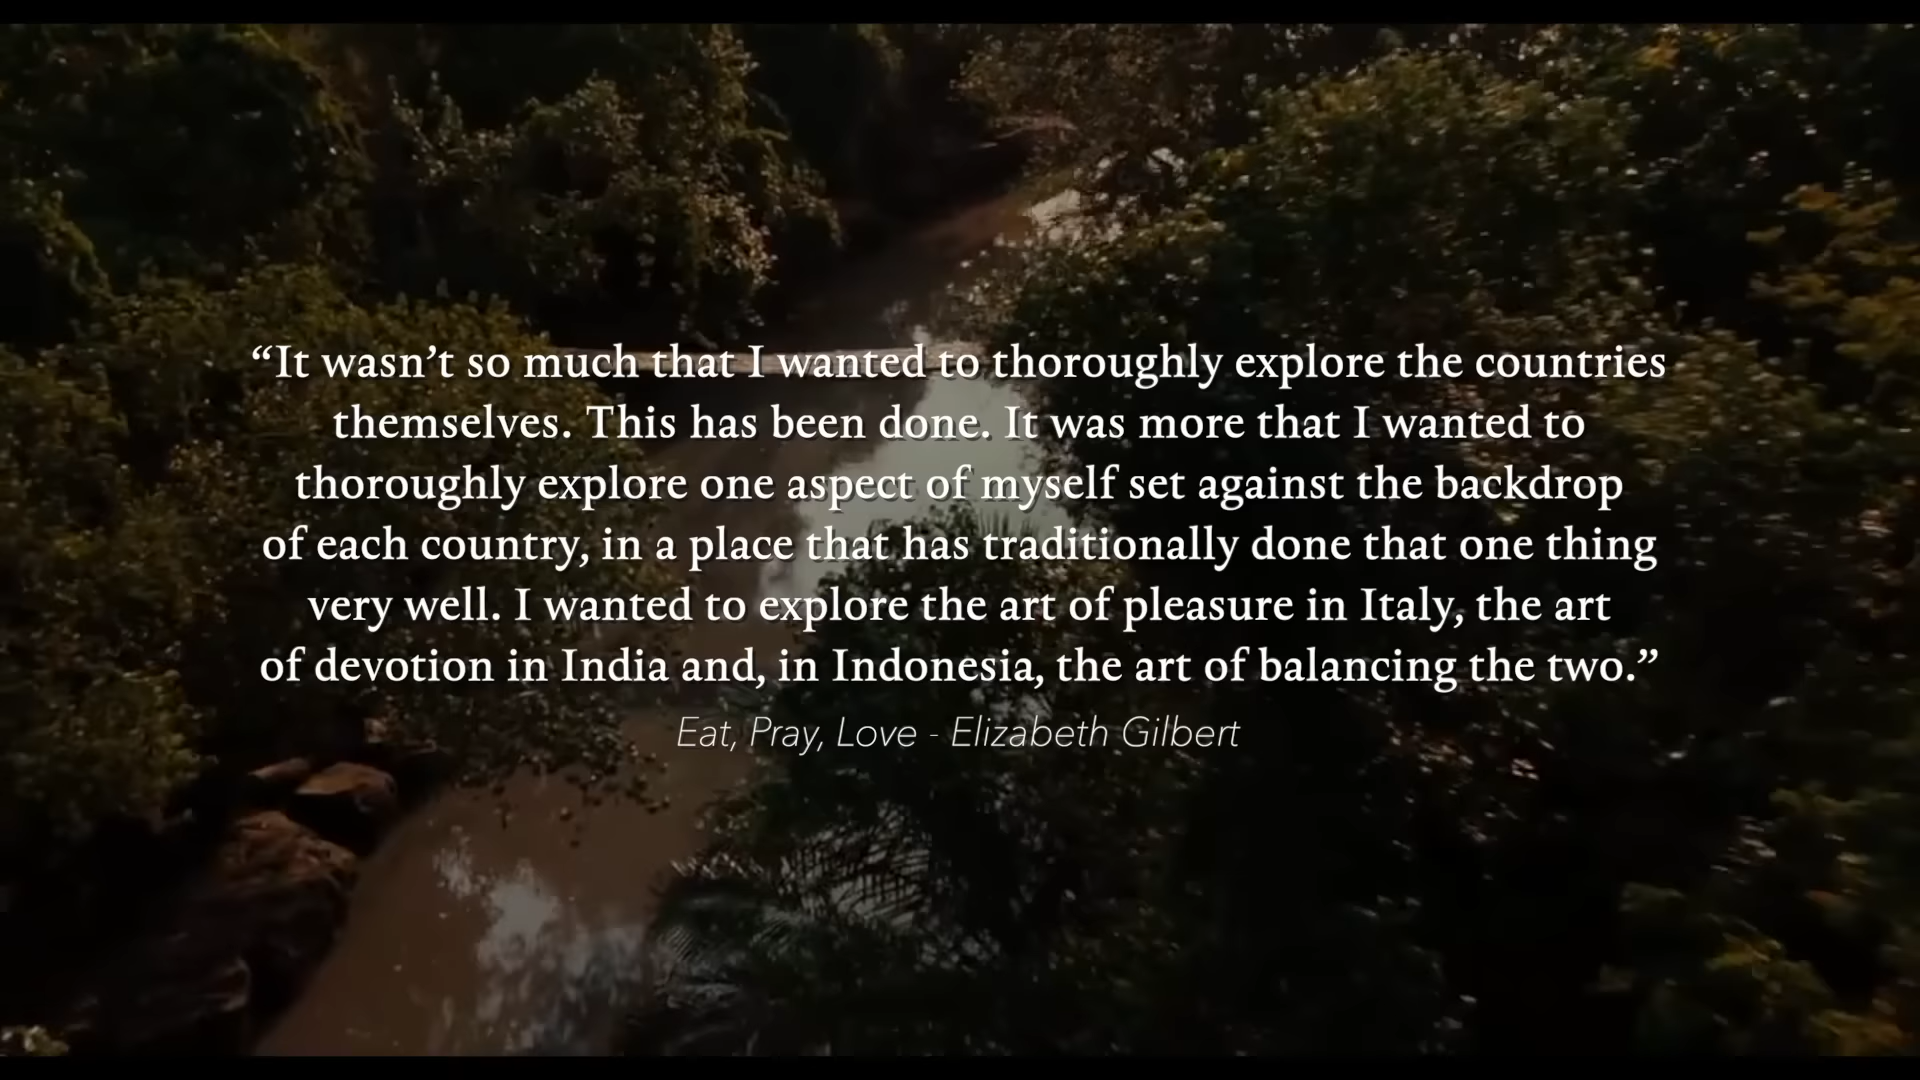 “It wasn’t so much that I wanted to thoroughly explore the countries
themselves. This has been done. It was more that I wanted to
thoroughly explore one aspect of myself set against the backdrop
of each country, in a place that has traditionally done that one thing
very well. I wanted to explore the art of pleasure in Italy, the art
of devotion in India and, in Indonesia, the art of balancing the two.”
Eat, Pray, Love - Elizabeth Gilbert